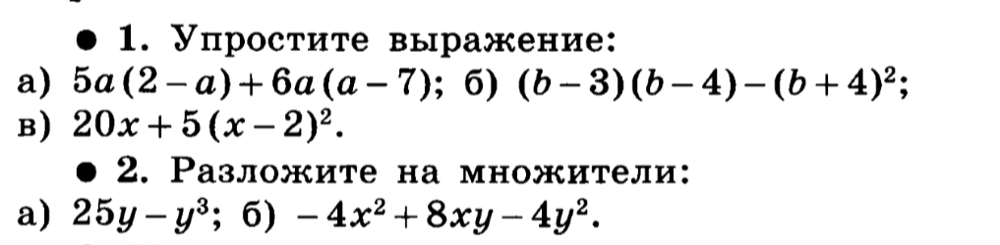 ● 1. Упростите выражение:
а) 5a(2 – a) + 6a(a – 7); б) (b – 3)(b – 4) – (b + 4)²;
в) 20x + 5(x – 2)².
● 2. Разложите на множители:
а) 25y – y³; б) – 4x² + 8xy – 4y².